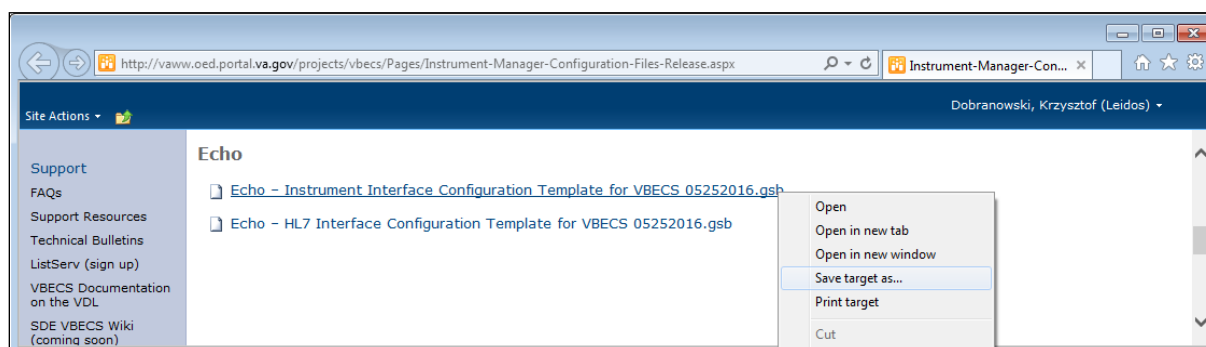 http://vaww.oed.portal.va.gov/projects/vbecs/Pages/Instrument-Manager-Configuration-Files-Release.aspx
Instrument-Manager-Con...
Site Actions
Dobranowski, Krzysztof (Leidos)
Support
FAQs
Support Resources
Technical Bulletins
ListServ (sign up)
VBECS Documentation
on the VDL
SDE VBECS Wiki
(coming soon)
Echo
Echo – Instrument Interface Configuration Template for VBECS 05252016.gsb
Echo – HL7 Interface Configuration Template for VBECS 05252016.gsb
Open
Open in new tab
Open in new window
Save target as...
Print target
Cut